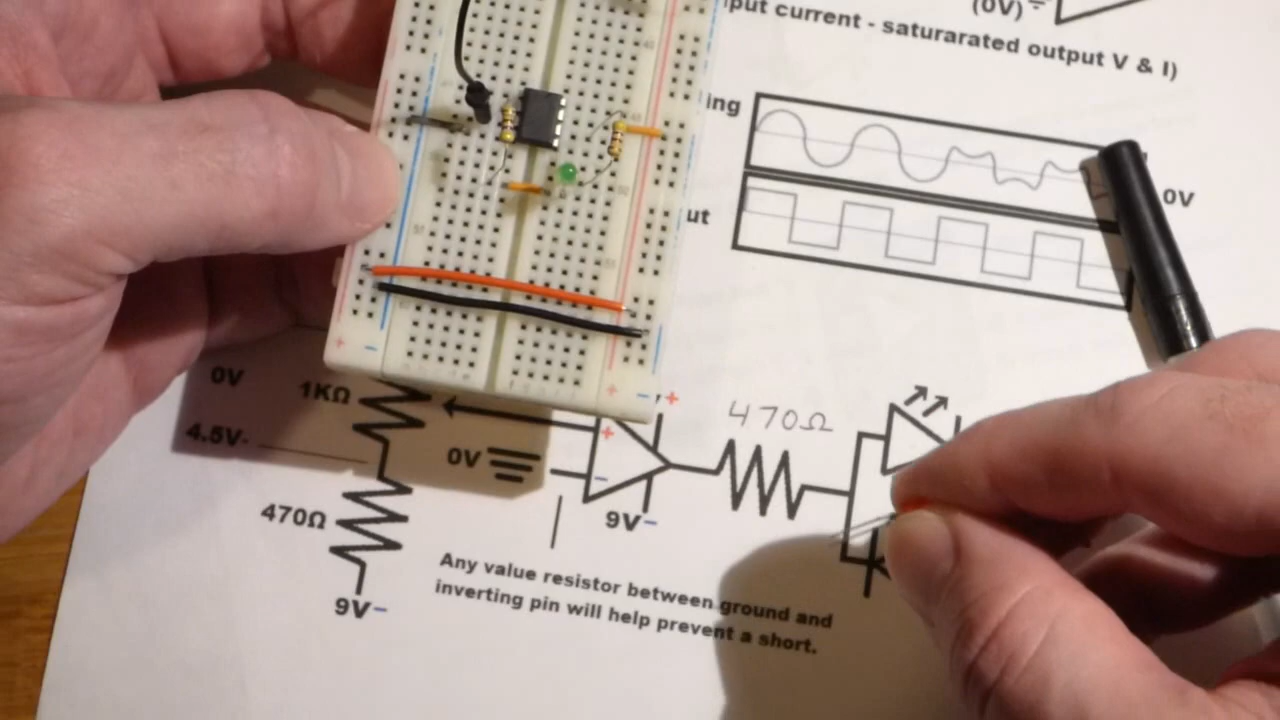 (0V)
put current - saturarated output V & I)
ing
0V
ut
0V
1KΩ
470Ω
+
4.5V-
0V
+
-
470Ω
9V-
9V-
Any value resistor between ground and
inverting pin will help prevent a short.